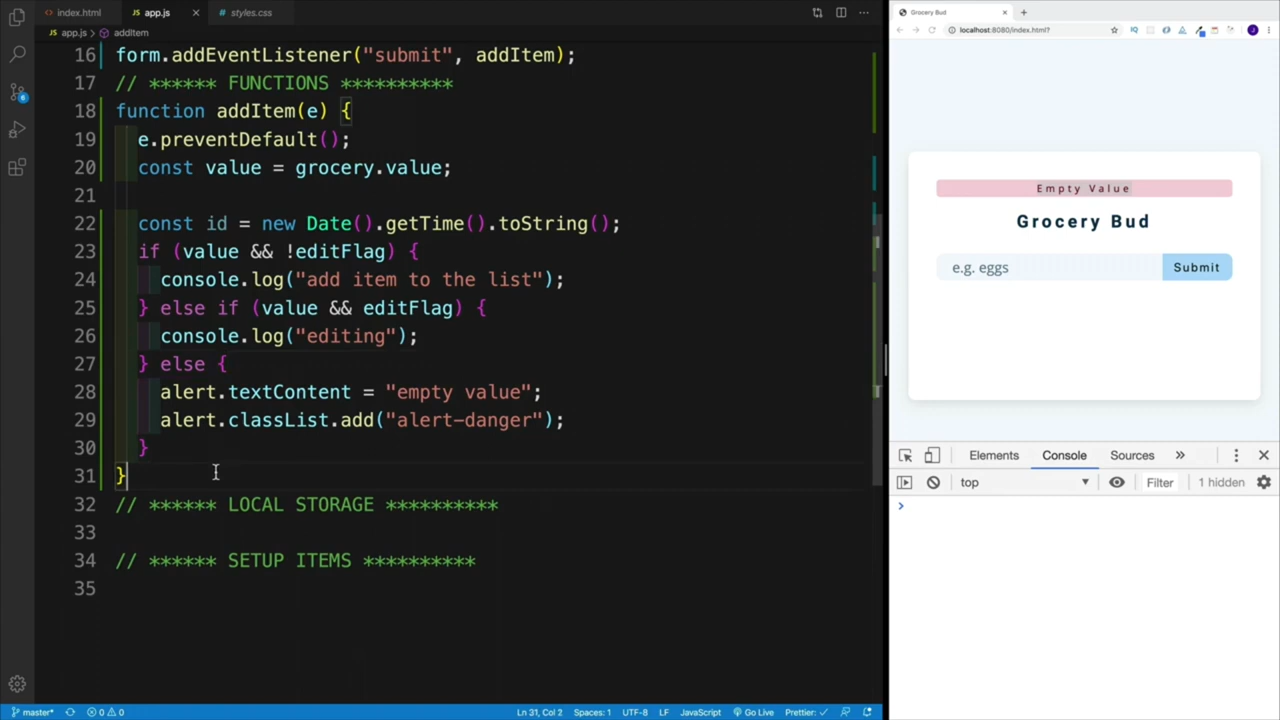 index.html
app.js
styles.css
app.js > addItem
16 form.addEventListener("submit", addItem);
17 // ****** FUNCTIONS **********
18 function addItem(e) {
19 e.preventDefault();
20 const value = grocery.value;
21
22 const id = new Date().getTime().toString();
23 if (value && !editFlag) {
24 console.log("add item to the list");
25 } else if (value && editFlag) {
26 console.log("editing");
27 } else {
28 alert.textContent = "empty value";
29 alert.classList.add("alert-danger");
30 }
31 }
32 // ****** LOCAL STORAGE **********
33
34 // ****** SETUP ITEMS **********
35
6
master*
0 0
Ln 31, Col 2
Spaces: 1
UTF-8
LF
JavaScript
Go Live
Prettier: ✓
Grocery Bud
localhost:8080/index.html?
J
Empty Value
Grocery Bud
e.g. eggs
Submit
Elements
Console
Sources
top
Filter
1 hidden